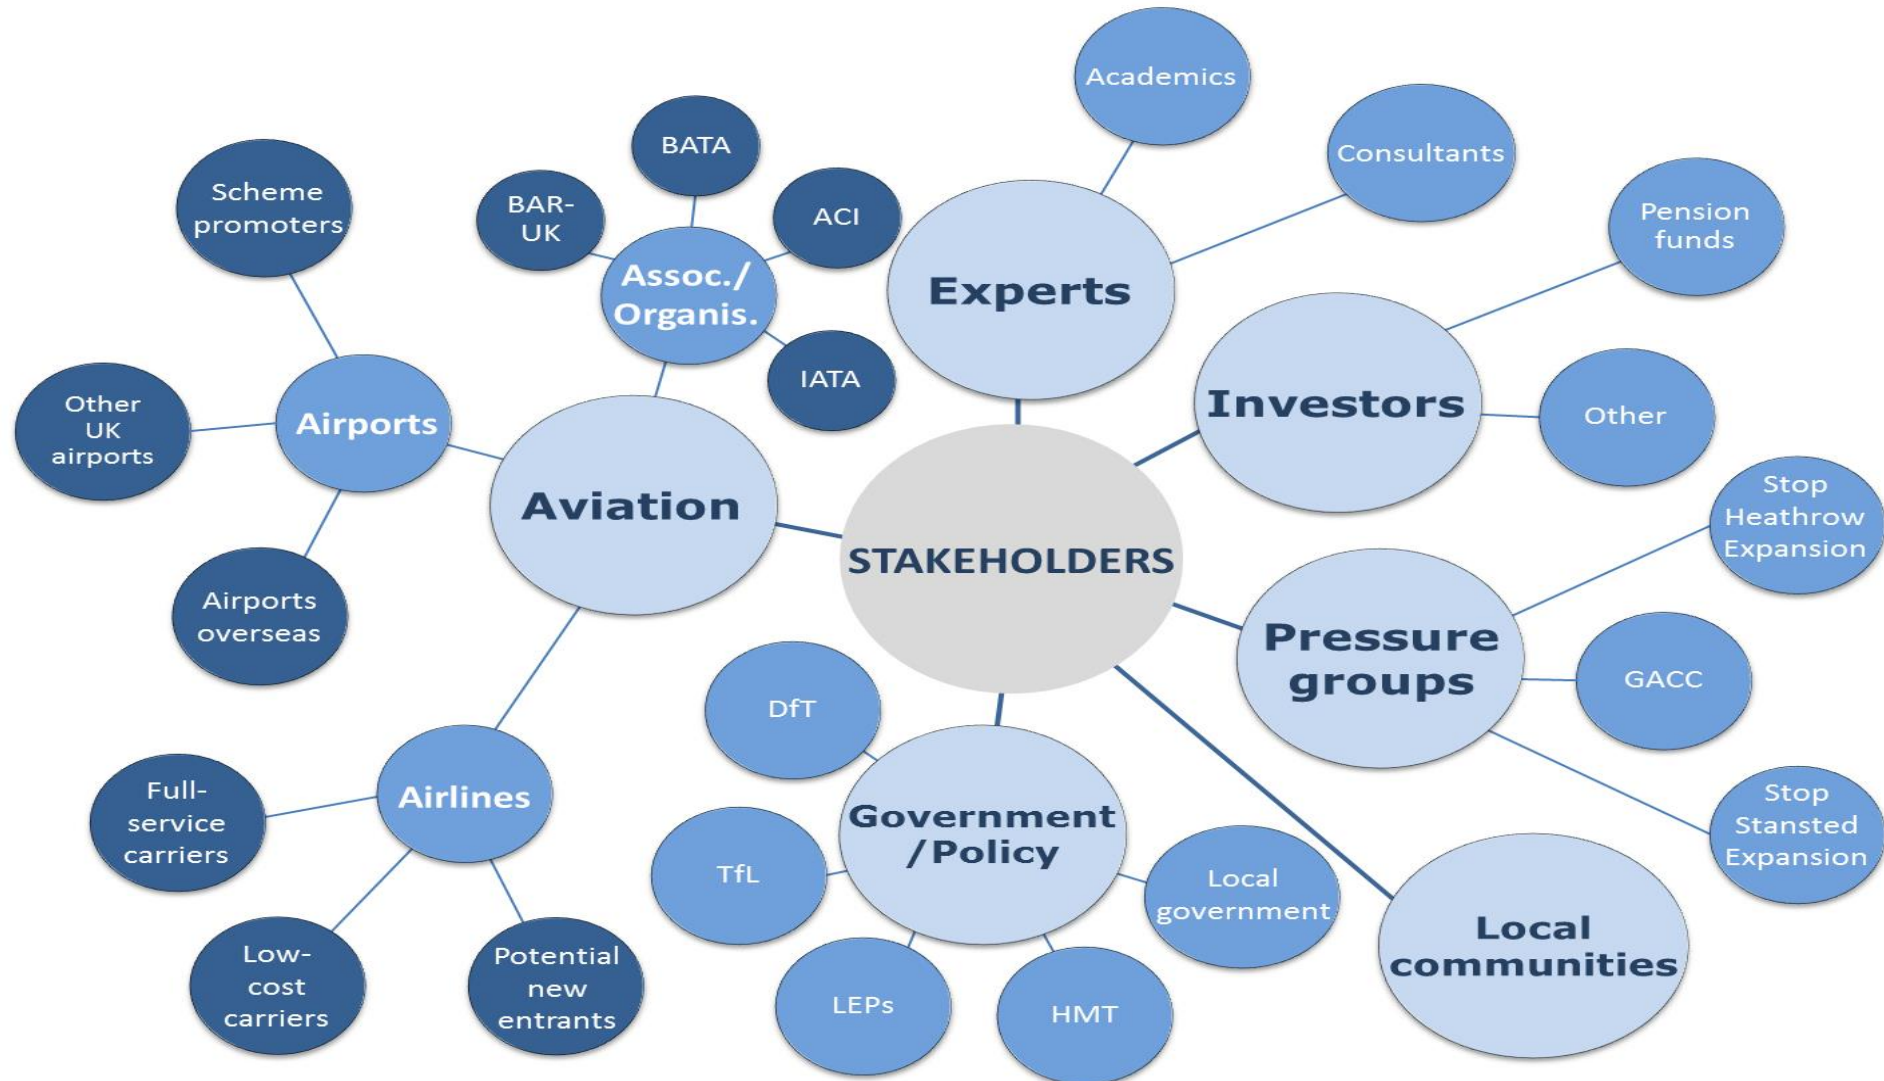 Academics
Consultants
BATA
Scheme
promoters
BAR-
UK
ACI
Pension
funds
Assoc./
Organis.
Experts
IATA
Investors
Other
UK
airports
Airports
Other
Stop
Heathrow
Expansion
Aviation
STAKEHOLDERS
Airports
overseas
Pressure
groups
GACC
DfT
Full-
service
carriers
Airlines
Government
/Policy
Stop
Stansted
Expansion
TfL
Local
government
Local
communities
Low-
cost
carriers
Potential
new
entrants
LEPs
HMT